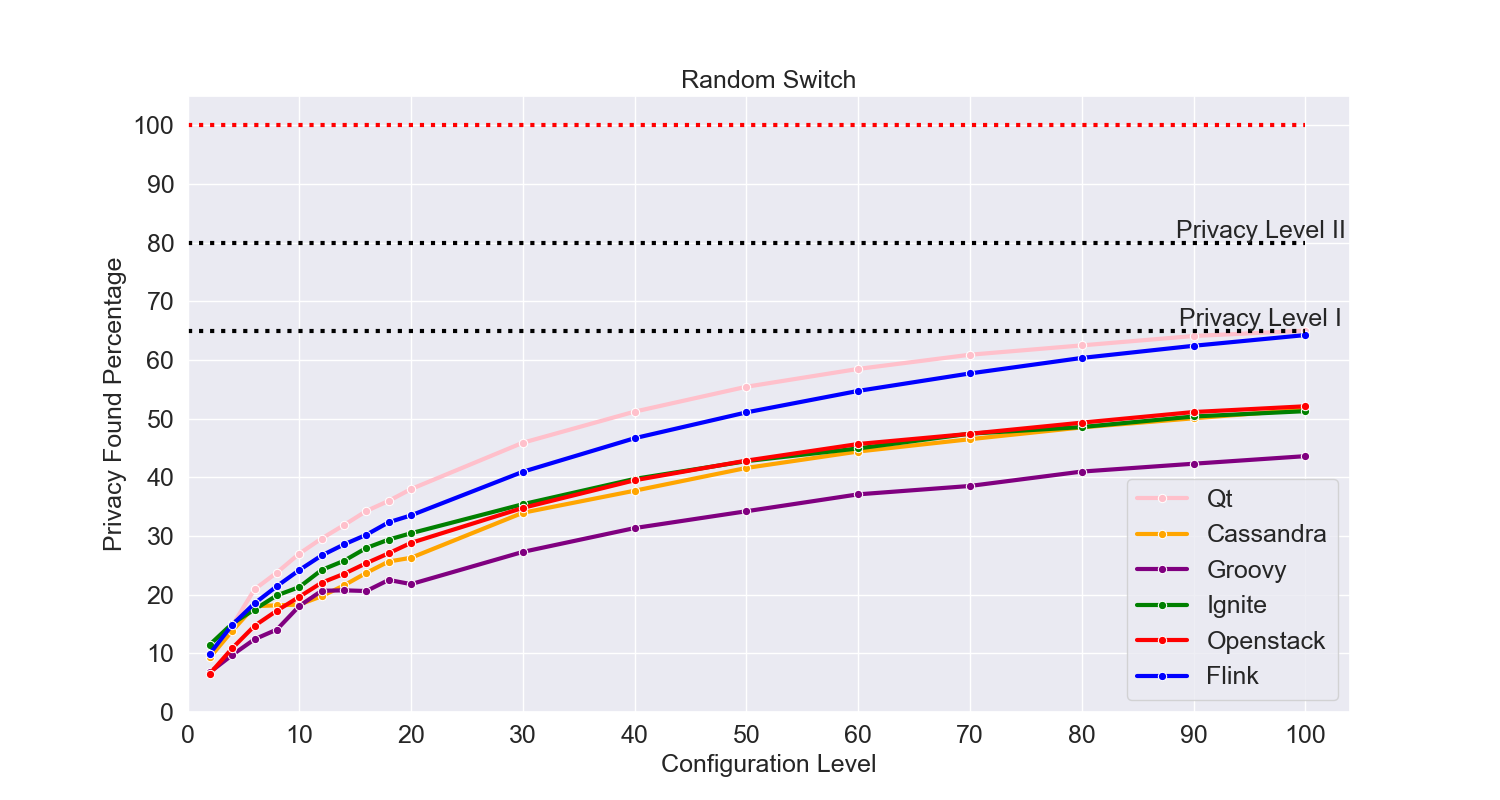 Random Switch
100
90
80
70
60
50
40
30
20
10
0
Privacy Found Percentage
Privacy Level II
Privacy Level I
Qt
Cassandra
Groovy
Ignite
Openstack
Flink
0 10 20 30 40 50 60 70 80 90 100
Configuration Level